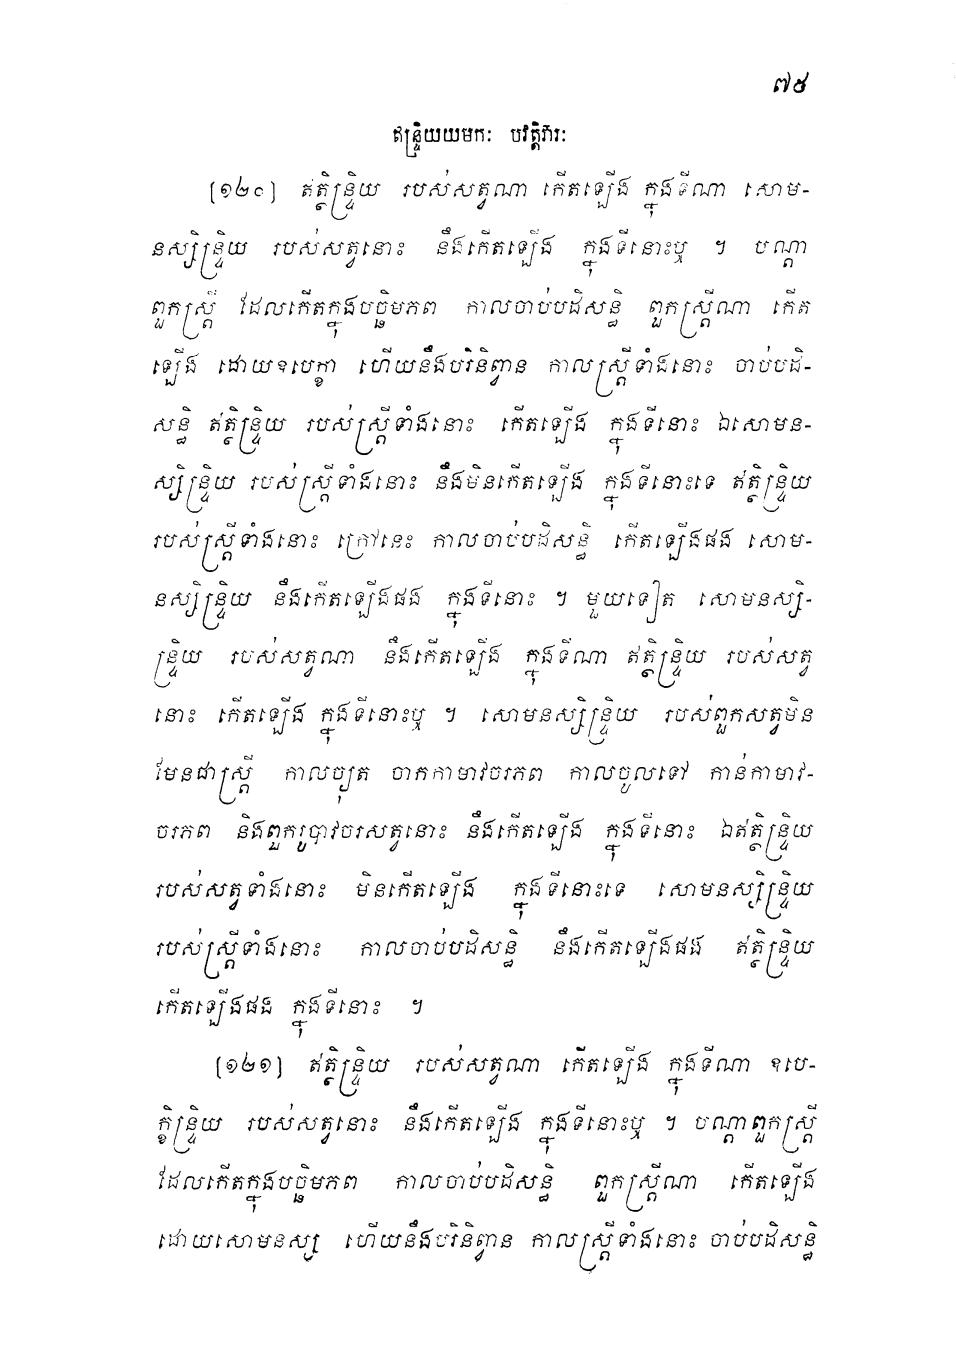 ៧៥
ឥន្ទ្រិយយមកៈ បវត្តិវារៈ
[១២០] ឥត្ថិន្ទ្រិយ របស់សត្វណា កើតឡើង ក្នុងទីណា សោម-
នស្សិន្ទ្រិយ របស់សត្វនោះ នឹងកើតឡើង ក្នុងទីនោះឬ ។ បណ្តា
ពួកស្ត្រី ដែលកើតក្នុងបច្ឆិមភព កាលចាប់បដិសន្ធិ ពួកស្ត្រីណា កើត
ឡើង ដោយឧបេក្ខា ហើយនឹងបរិនិព្វាន កាលស្ត្រីទាំងនោះ ចាប់បដិ-
សន្ធិ ឥត្ថិន្ទ្រិយ របស់ស្ត្រីទាំងនោះ កើតឡើង ក្នុងទីនោះ ឯសោមន-
ស្សិន្ទ្រិយ របស់ស្ត្រីទាំងនោះ នឹងមិនកើតឡើង ក្នុងទីនោះទេ ឥត្ថិន្ទ្រិយ
របស់ស្ត្រីទាំងនោះ ក្រៅនេះ កាលចាប់បដិសន្ធិ កើតឡើងផង សោម-
នស្សិន្ទ្រិយ នឹងកើតឡើងផង ក្នុងទីនោះ ។ មួយទៀត សោមនស្សិ-
ន្ទ្រិយ របស់សត្វណា នឹងកើតឡើង ក្នុងទីណា ឥត្ថិន្ទ្រិយ របស់សត្វ
នោះ កើតឡើង ក្នុងទីនោះឬ ។ សោមនស្សិន្ទ្រិយ របស់ពួកសត្វមិន
មែនជាស្ត្រី កាលច្យុត ចាកកាមាវចរភព កាលចូលទៅ កាន់កាមាវ-
ចរភព និងពួករូបាវចរសត្វនោះ នឹងកើតឡើង ក្នុងទីនោះ ឯឥត្ថិន្ទ្រិយ
របស់សត្វទាំងនោះ មិនកើតឡើង ក្នុងទីនោះទេ សោមនស្សិន្ទ្រិយ
របស់ស្ត្រីទាំងនោះ កាលចាប់បដិសន្ធិ នឹងកើតឡើងផង ឥត្ថិន្ទ្រិយ
កើតឡើងផង ក្នុងទីនោះ ។
[១២១] ឥត្ថិន្ទ្រិយ របស់សត្វណា កើតឡើង ក្នុងទីណា ឧបេ-
ក្ខិន្ទ្រិយ របស់សត្វនោះ នឹងកើតឡើង ក្នុងទីនោះឬ ។ បណ្តាពួកស្ត្រី
ដែលកើតក្នុងបច្ឆិមភព កាលចាប់បដិសន្ធិ ពួកស្ត្រីណា កើតឡើង
ដោយសោមនស្ស ហើយនឹងបរិនិព្វាន កាលស្ត្រីទាំងនោះ ចាប់បដិសន្ធិ